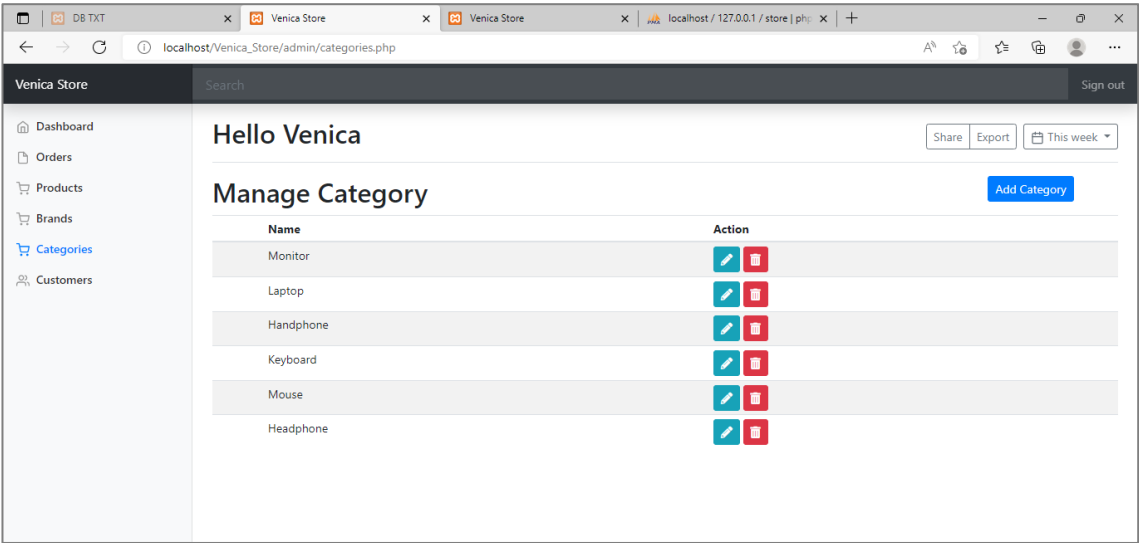 DB TXT
Venica Store
Venica Store
localhost / 127.0.0.1 / store | php
localhost/Venica_Store/admin/categories.php
Venica Store
Search
Sign out
Dashboard
Orders
Products
Brands
Categories
Customers
Hello Venica
Share
Export
This week
Manage Category
Add Category
Name Action
Monitor
Laptop
Handphone
Keyboard
Mouse
Headphone